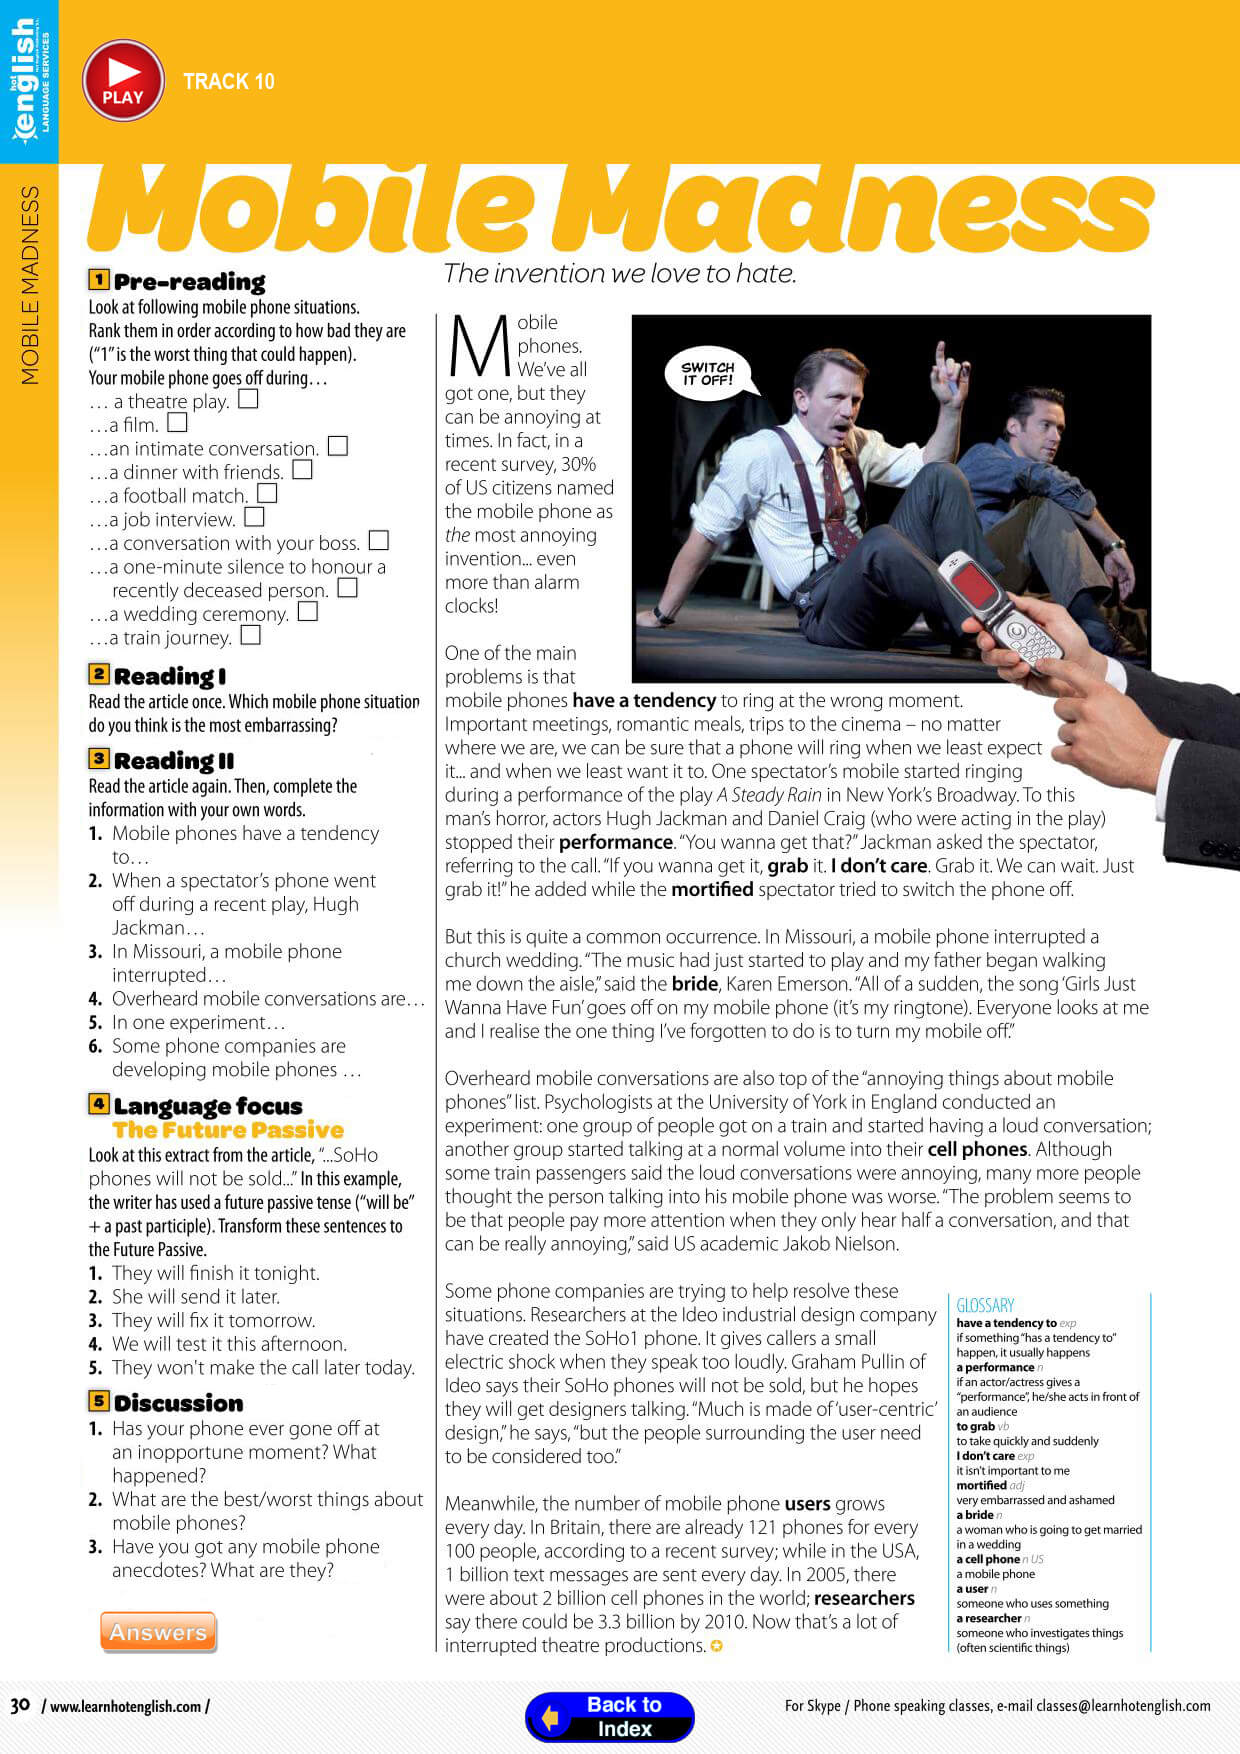 hot
english
LANGUAGE SERVICES
PLAY
TRACK 10
MOBILE MADNESS
Mobile Madness
The invention we love to hate.
1 Pre-reading
Look at following mobile phone situations.
Rank them in order according to how bad they are
(“1” is the worst thing that could happen).
Your mobile phone goes off during…
… a theatre play.
…a film.
…an intimate conversation.
…a dinner with friends.
…a football match.
…a job interview.
…a conversation with your boss.
…a one-minute silence to honour a
recently deceased person.
…a wedding ceremony.
…a train journey.
2 Reading I
Read the article once. Which mobile phone situation
do you think is the most embarrassing?
3 Reading II
Read the article again. Then, complete the
information with your own words.
1. Mobile phones have a tendency
to…
2. When a spectator’s phone went
off during a recent play, Hugh
Jackman…
3. In Missouri, a mobile phone
interrupted…
4. Overheard mobile conversations are…
5. In one experiment…
6. Some phone companies are
developing mobile phones …
4 Language focus
The Future Passive
Look at this extract from the article, “...SoHo
phones will not be sold...” In this example,
the writer has used a future passive tense (“will be”
+ a past participle). Transform these sentences to
the Future Passive.
1. They will finish it tonight.
2. She will send it later.
3. They will fix it tomorrow.
4. We will test it this afternoon.
5. They won't make the call later today.
5 Discussion
1. Has your phone ever gone off at
an inopportune moment? What
happened?
2. What are the best/worst things about
mobile phones?
3. Have you got any mobile phone
anecdotes? What are they?
Answers
Mobile
phones.
We’ve all
got one, but they
can be annoying at
times. In fact, in a
recent survey, 30%
of US citizens named
the mobile phone as
the most annoying
invention... even
more than alarm
clocks!
SWITCH
IT OFF!
One of the main
problems is that
mobile phones have a tendency to ring at the wrong moment.
Important meetings, romantic meals, trips to the cinema – no matter
where we are, we can be sure that a phone will ring when we least expect
it... and when we least want it to. One spectator’s mobile started ringing
during a performance of the play A Steady Rain in New York’s Broadway. To this
man’s horror, actors Hugh Jackman and Daniel Craig (who were acting in the play)
stopped their performance. “You wanna get that?” Jackman asked the spectator,
referring to the call. “If you wanna get it, grab it. I don’t care. Grab it. We can wait. Just
grab it!” he added while the mortified spectator tried to switch the phone off.
But this is quite a common occurrence. In Missouri, a mobile phone interrupted a
church wedding. “The music had just started to play and my father began walking
me down the aisle,” said the bride, Karen Emerson. “All of a sudden, the song ‘Girls Just
Wanna Have Fun’ goes off on my mobile phone (it’s my ringtone). Everyone looks at me
and I realise the one thing I’ve forgotten to do is to turn my mobile off.”
Overheard mobile conversations are also top of the “annoying things about mobile
phones” list. Psychologists at the University of York in England conducted an
experiment: one group of people got on a train and started having a loud conversation;
another group started talking at a normal volume into their cell phones. Although
some train passengers said the loud conversations were annoying, many more people
thought the person talking into his mobile phone was worse. “The problem seems to
be that people pay more attention when they only hear half a conversation, and that
can be really annoying,” said US academic Jakob Nielson.
Some phone companies are trying to help resolve these
situations. Researchers at the Ideo industrial design company
have created the SoHo1 phone. It gives callers a small
electric shock when they speak too loudly. Graham Pullin of
Ideo says their SoHo phones will not be sold, but he hopes
they will get designers talking. “Much is made of ‘user-centric’
design,” he says, “but the people surrounding the user need
to be considered too.”
Meanwhile, the number of mobile phone users grows
every day. In Britain, there are already 121 phones for every
100 people, according to a recent survey; while in the USA,
1 billion text messages are sent every day. In 2005, there
were about 2 billion cell phones in the world; researchers
say there could be 3.3 billion by 2010. Now that’s a lot of
interrupted theatre productions.
GLOSSARY
have a tendency to exp
if something “has a tendency to”
happen, it usually happens
a performance n
if an actor/actress gives a
“performance”, he/she acts in front of
an audience
to grab vb
to take quickly and suddenly
I don’t care exp
it isn’t important to me
mortified adj
very embarrassed and ashamed
a bride n
a woman who is going to get married
in a wedding
a cell phone n US
a mobile phone
a user n
someone who uses something
a researcher n
someone who investigates things
(often scientific things)
30 / www.learnhotenglish.com /
Back to
Index
For Skype / Phone speaking classes, e-mail classes@learnhotenglish.com